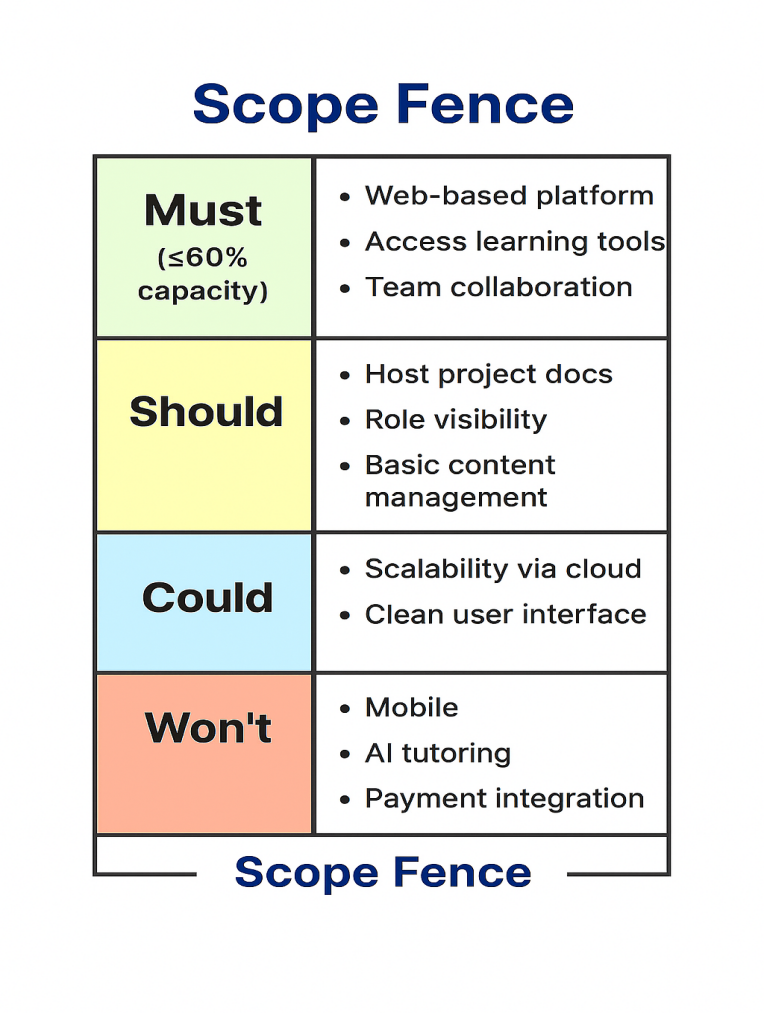 Scope Fence
Must
(≤60%
capacity)
• Web-based platform
• Access learning tools
• Team collaboration
Should
• Host project docs
• Role visibility
• Basic content
management
Could
• Scalability via cloud
• Clean user interface
Won't
• Mobile
• AI tutoring
• Payment integration
Scope Fence